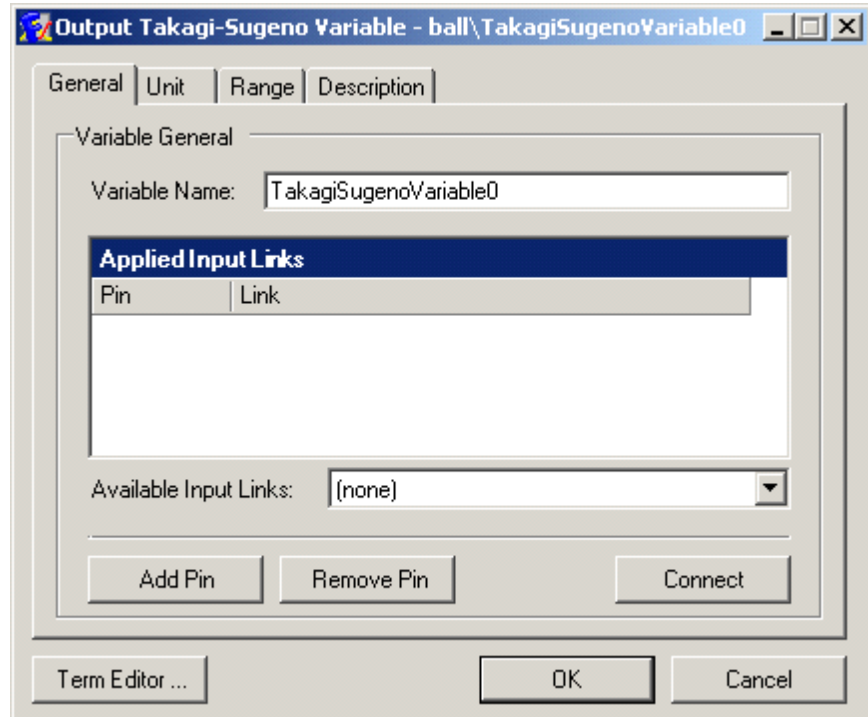 Output Takagi-Sugeno Variable - ball\TakagiSugenoVariable0
General Unit Range Description
Variable General
Variable Name: TakagiSugenoVariable0
Applied Input Links
Pin Link
Available Input Links: (none)
Add Pin Remove Pin Connect
Term Editor ... OK Cancel